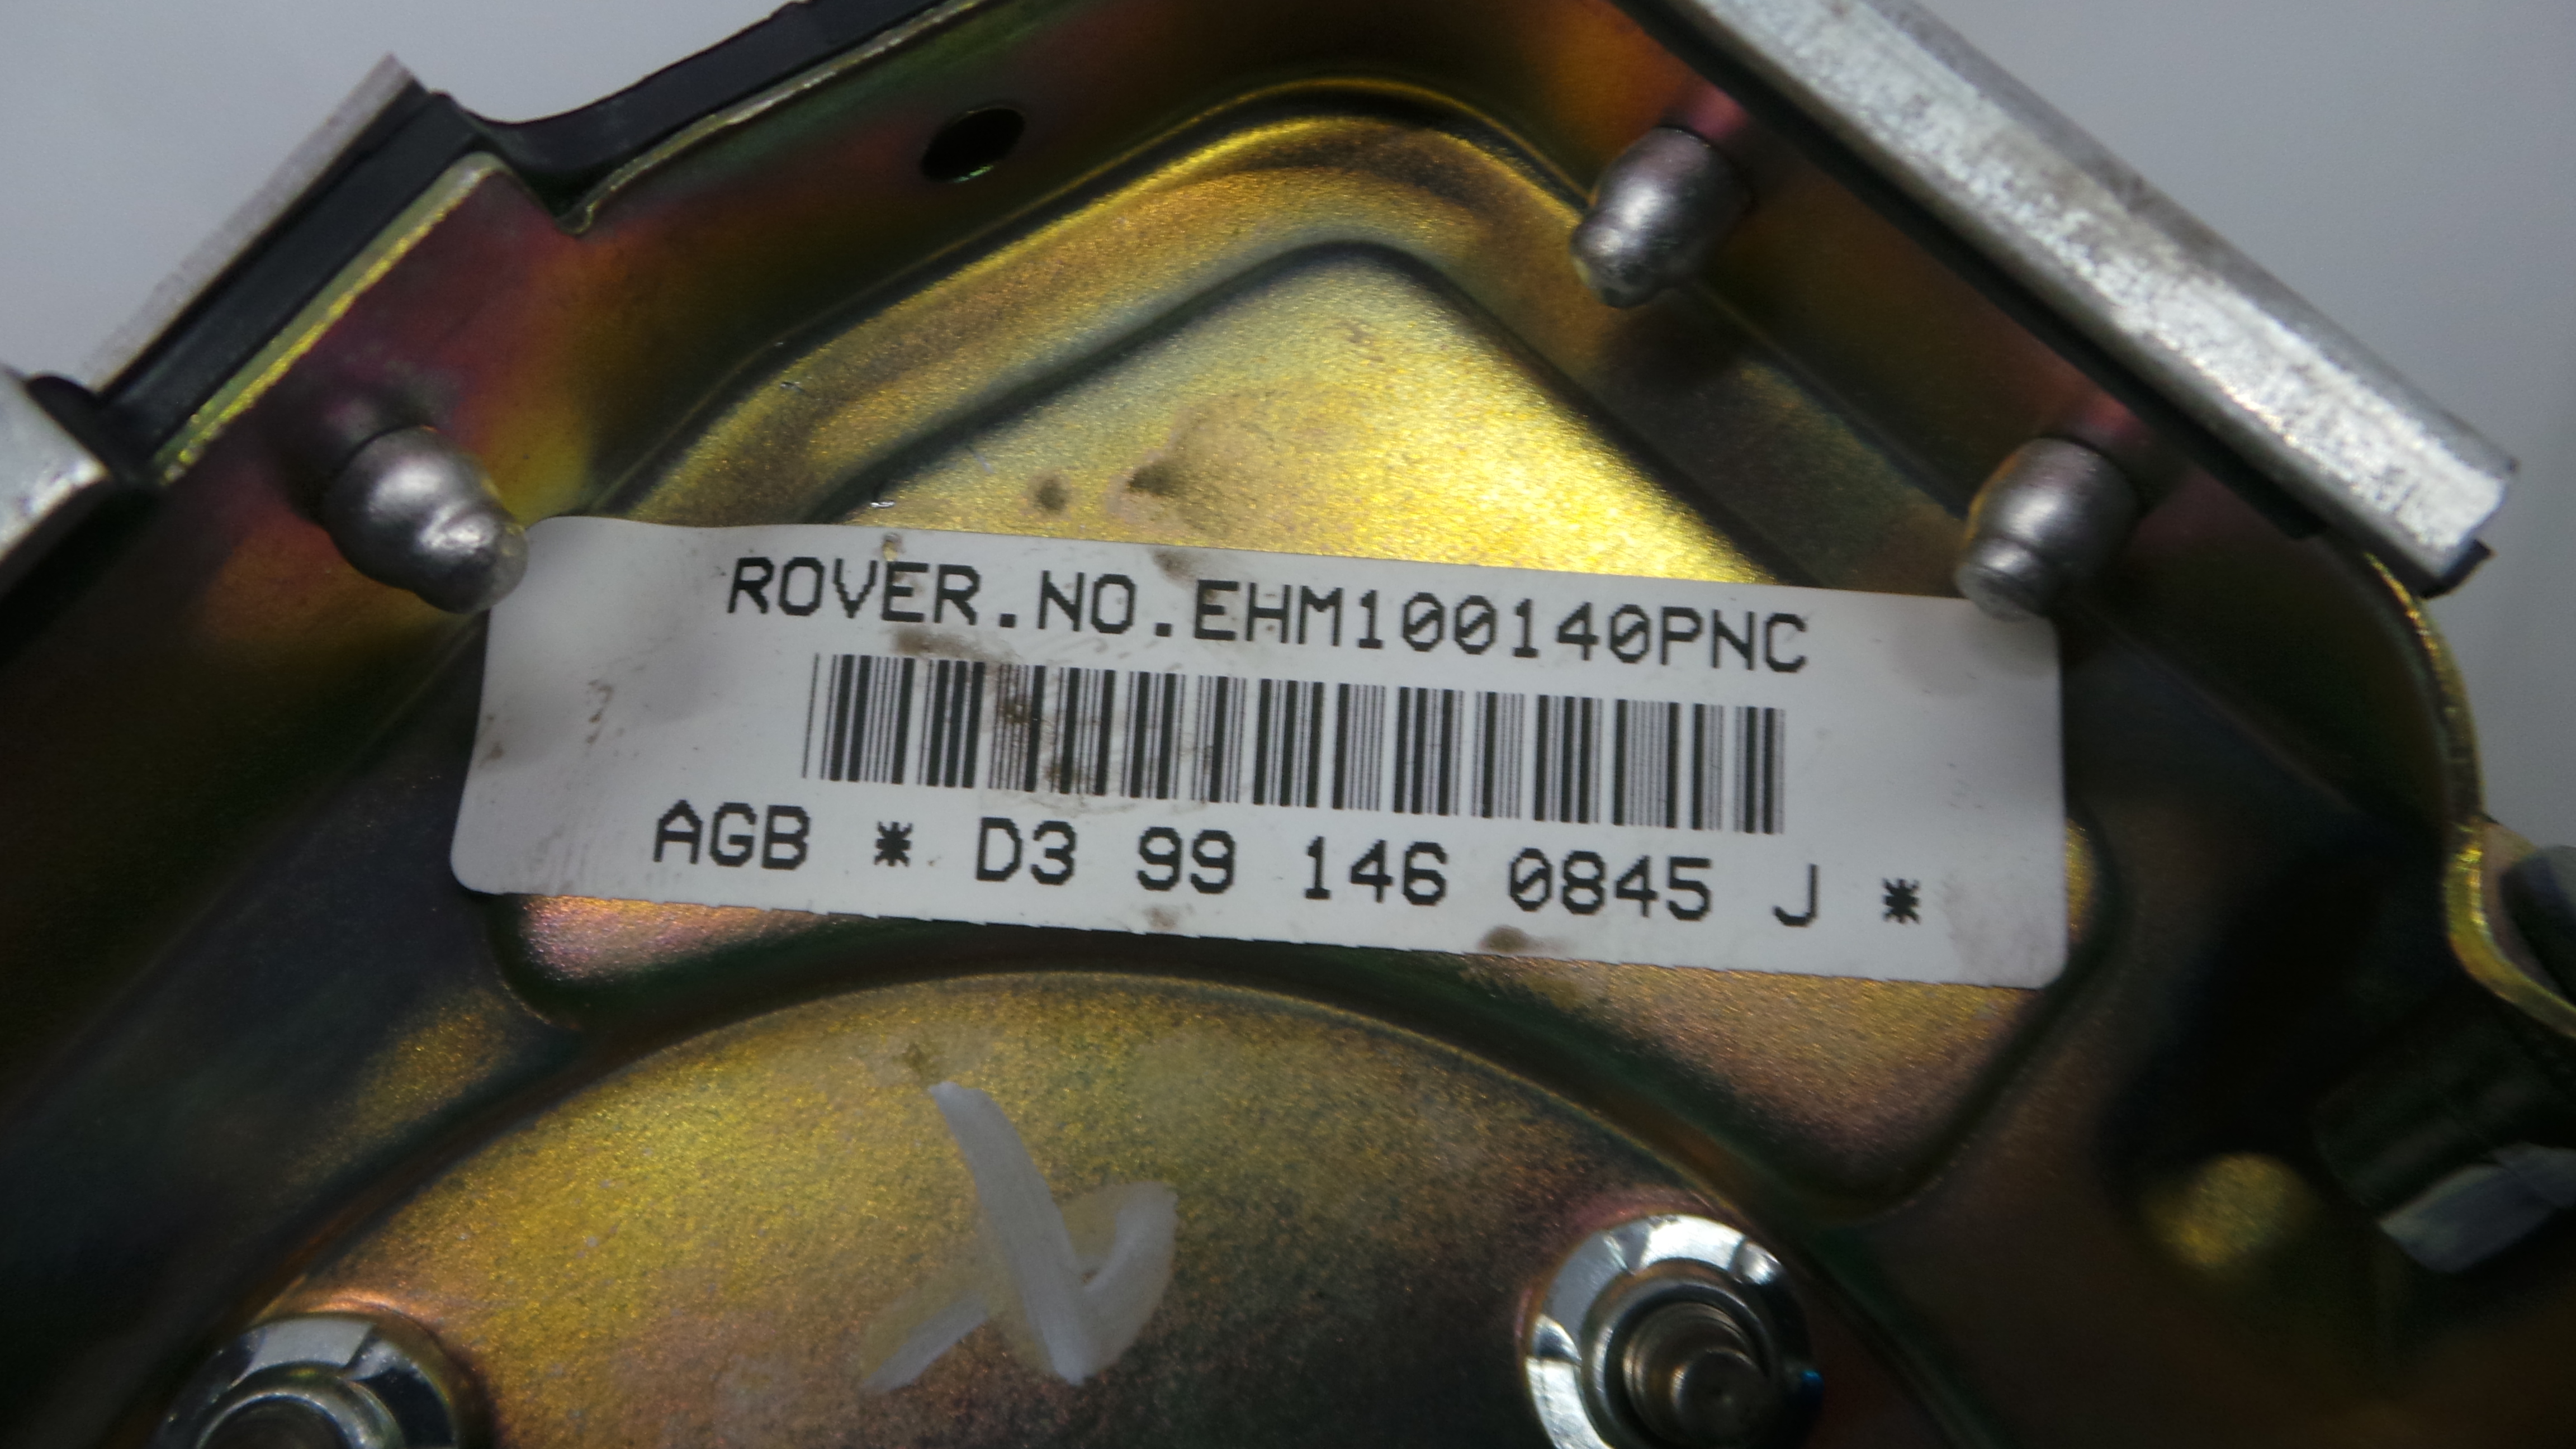 ROVER.NO.EHM100140PNC
AGB * D3 99 146 0845 J *